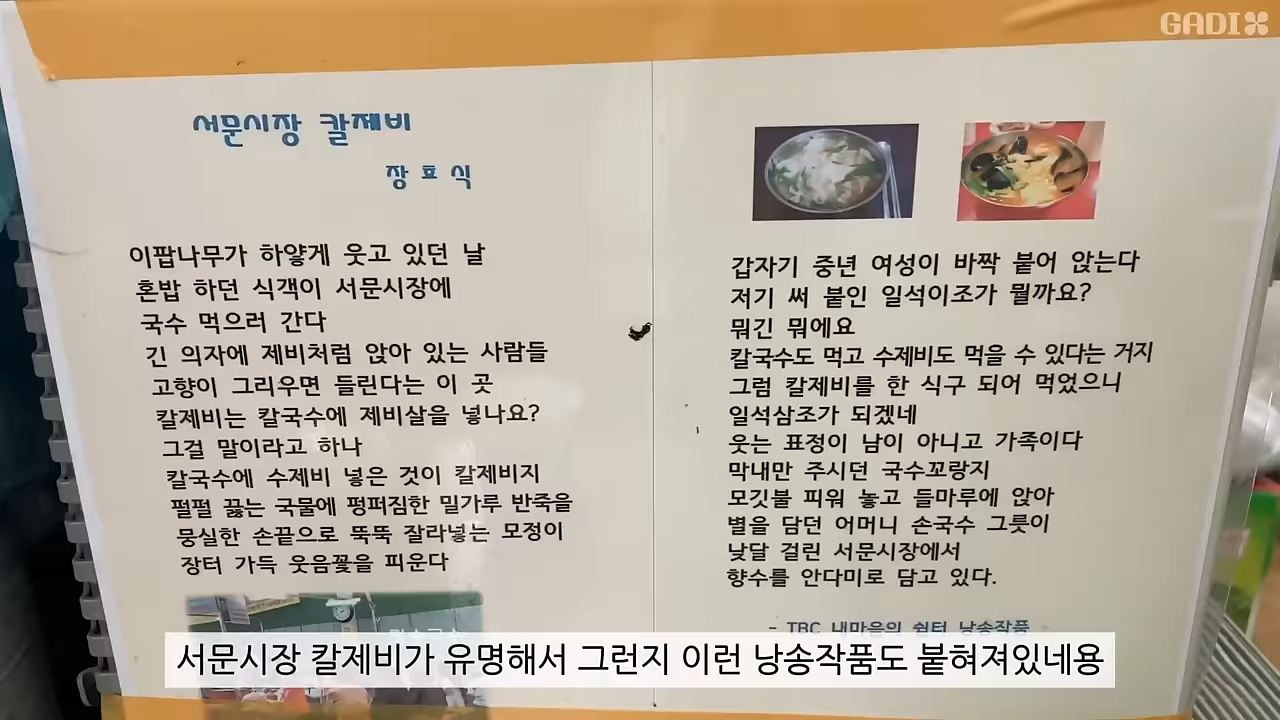 GADI
서문시장 칼제비
장효식
이팝나무가 하얗게 웃고 있던 날
혼밥 하던 식객이 서문시장에
국수 먹으러 간다
긴 의자에 제비처럼 앉아 있는 사람들
고향이 그리우면 들린다는 이 곳
칼제비는 칼국수에 제비살을 넣나요?
그걸 말이라고 하나
칼국수에 수제비 넣은 것이 칼제비지
펄펄 끓는 국물에 펑퍼짐한 밀가루 반죽을
뭉실한 손끝으로 뚝뚝 잘라넣는 모정이
장터 가득 웃음꽃을 피운다
갑자기 중년 여성이 바짝 붙어 앉는다
저기 써 붙인 일석이조가 뭘까요?
뭐긴 뭐에요
칼국수도 먹고 수제비도 먹을 수 있다는 거지
그럼 칼제비를 한 식구 되어 먹었으니
일석삼조가 되겠네
웃는 표정이 남이 아니고 가족이다
막내만 주시던 국수꼬랑지
모깃불 피워 놓고 들마루에 앉아
별을 담던 어머니 손국수 그릇이
낮달 걸린 서문시장에서
향수를 안다미로 담고 있다.
- TBC 내마음의 쉼터 낭송작품
서문시장 칼제비가 유명해서 그런지 이런 낭송작품도 붙혀져있네용